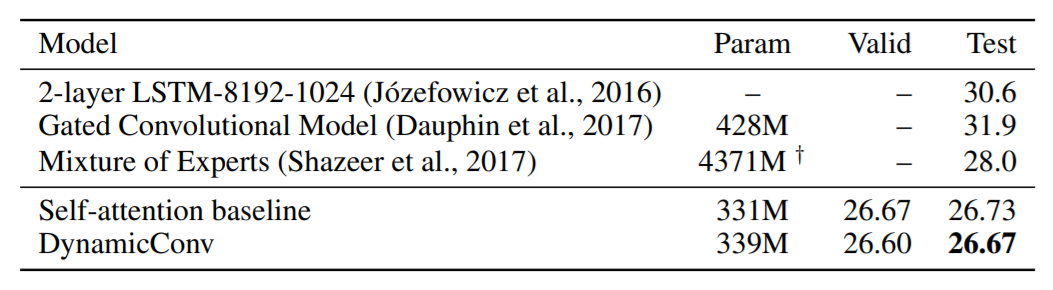 Model Param Valid Test
2-layer LSTM-8192-1024 (Józefowicz et al., 2016) – – 30.6
Gated Convolutional Model (Dauphin et al., 2017) 428M – 31.9
Mixture of Experts (Shazeer et al., 2017) 4371M † – 28.0
Self-attention baseline 331M 26.67 26.73
DynamicConv 339M 26.60 26.67